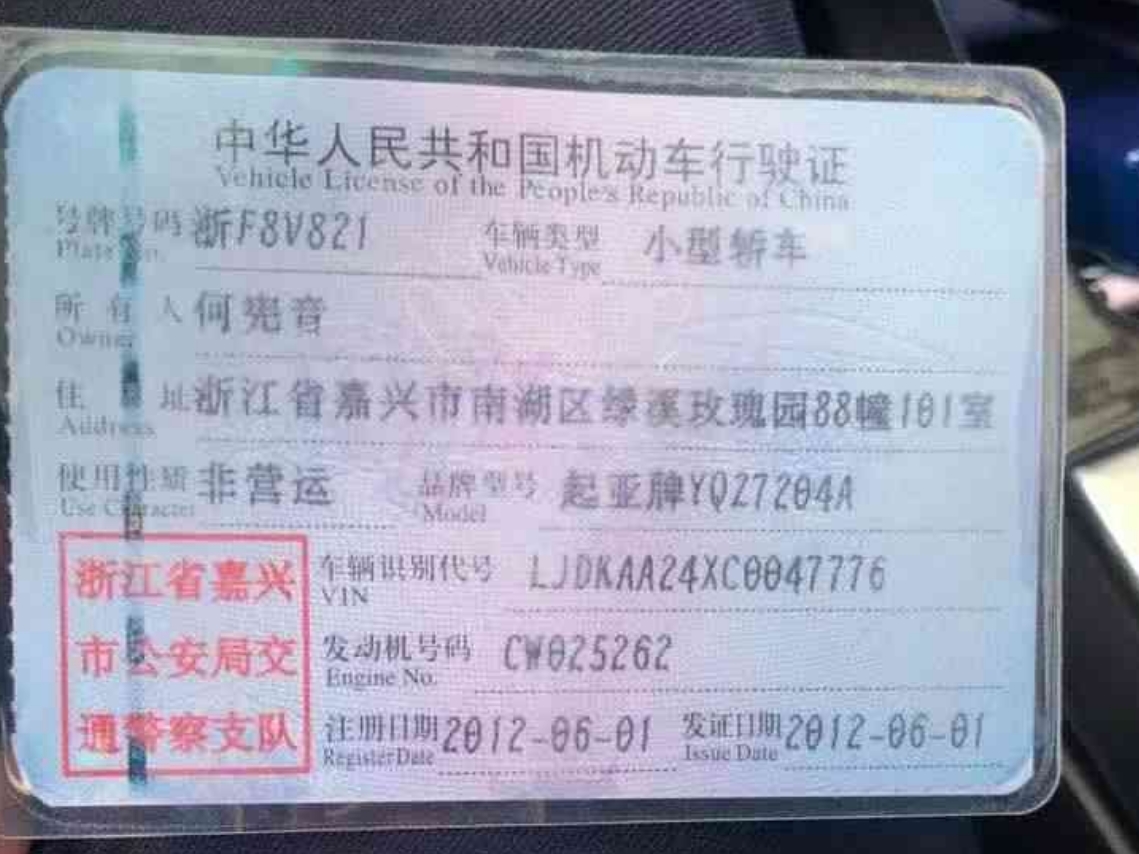 中华人民共和国机动车行驶证
Vehicle License of the People's Republic of China
号牌号码 浙F8V821 车辆类型 小型轿车
Plate No. Vehicle Type
所有人 何尧音
Owner
住址 浙江省嘉兴市南湖区绿溪玫瑰园88幢101室
Address
使用性质 非营运 品牌型号 起亚牌YQZ7204A
Use Character Model
浙江省嘉兴
市公安局交
通警察支队
车辆识别代号 LJDKAA24XC0047776
VIN
发动机号码 CW025262
Engine No.
注册日期 2012-06-01 发证日期 2012-06-01
Register Date Issue Date